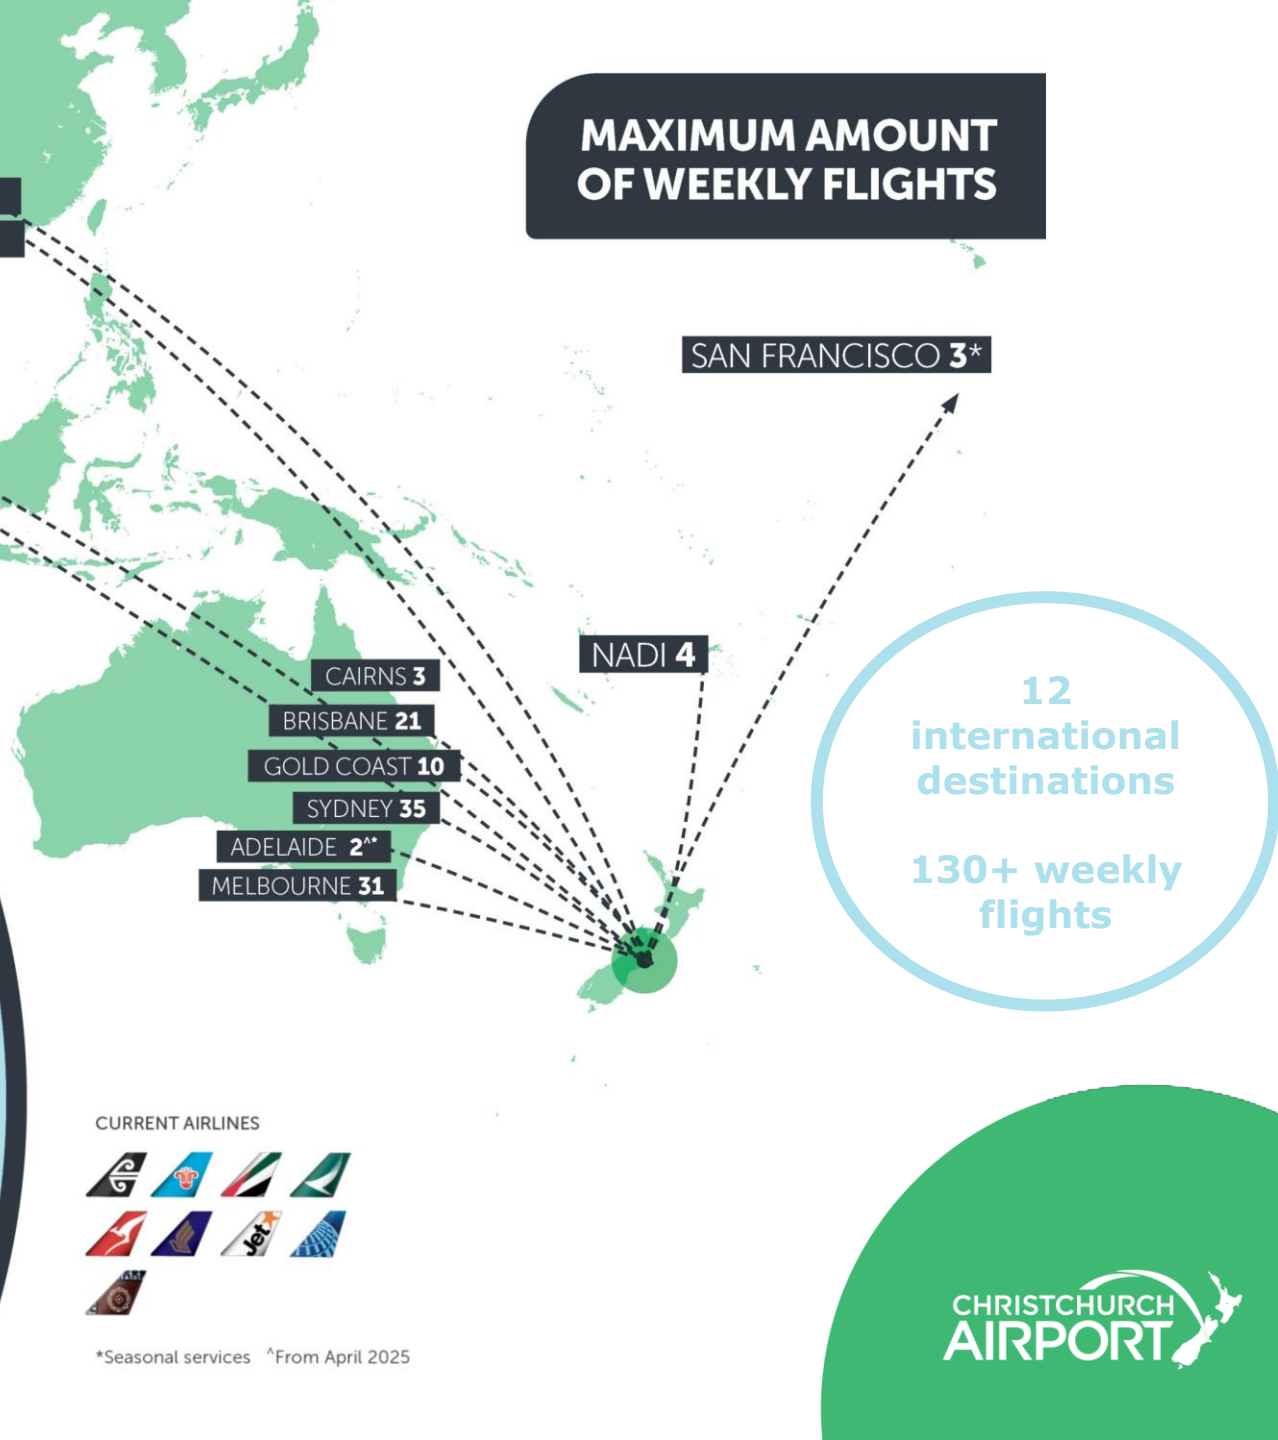 MAXIMUM AMOUNT
OF WEEKLY FLIGHTS
SAN FRANCISCO 3*
NADI 4
CAIRNS 3
BRISBANE 21
GOLD COAST 10
SYDNEY 35
ADELAIDE 2^*
MELBOURNE 31
12
international
destinations
130+ weekly
flights
CURRENT AIRLINES
Jet
*Seasonal services ^From April 2025
CHRISTCHURCH
AIRPORT